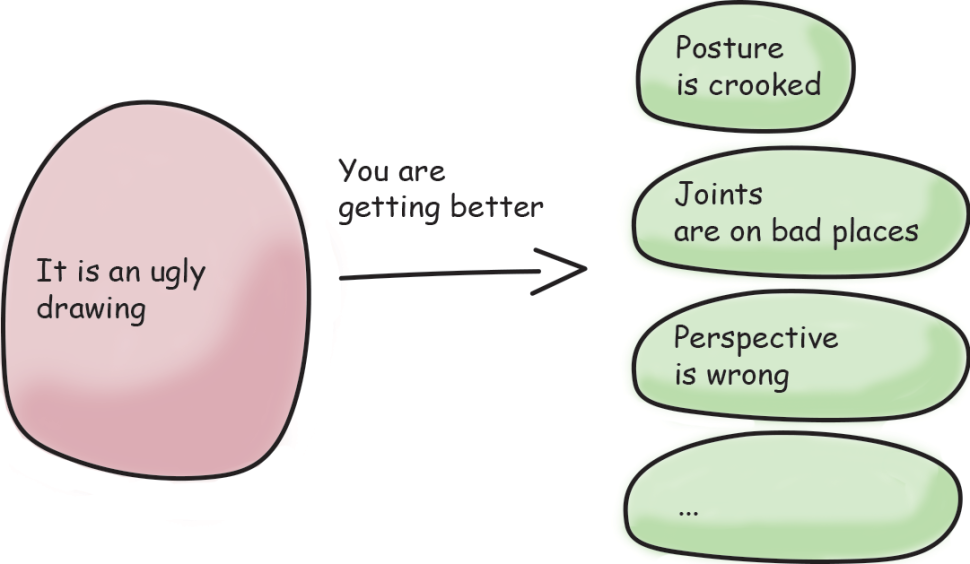 It is an ugly
drawing
You are
getting better
Posture
is crooked
Joints
are on bad places
Perspective
is wrong
...